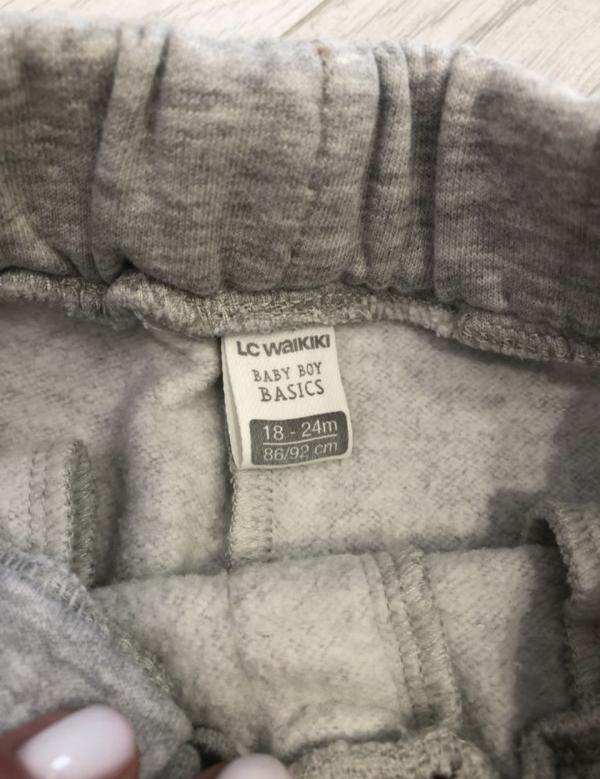 LC WAIKIKI
BABY BOY
BASICS
18 - 24m
86/92 cm